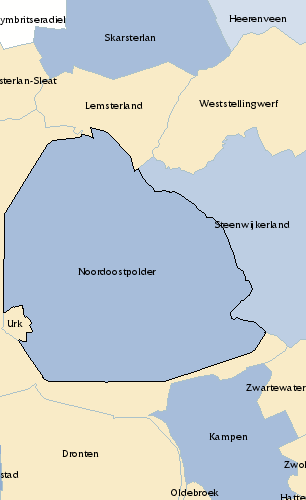 Heerenveen
ymbritseradiel
Skarsterlan
sterlan-Sleat
Lemsterland
Weststellingwerf
Steenwijkerland
Noordoostpolder
Urk
Zwartewater
Kampen
Dronten
Zwol
stad
Oldebroek
Hatte